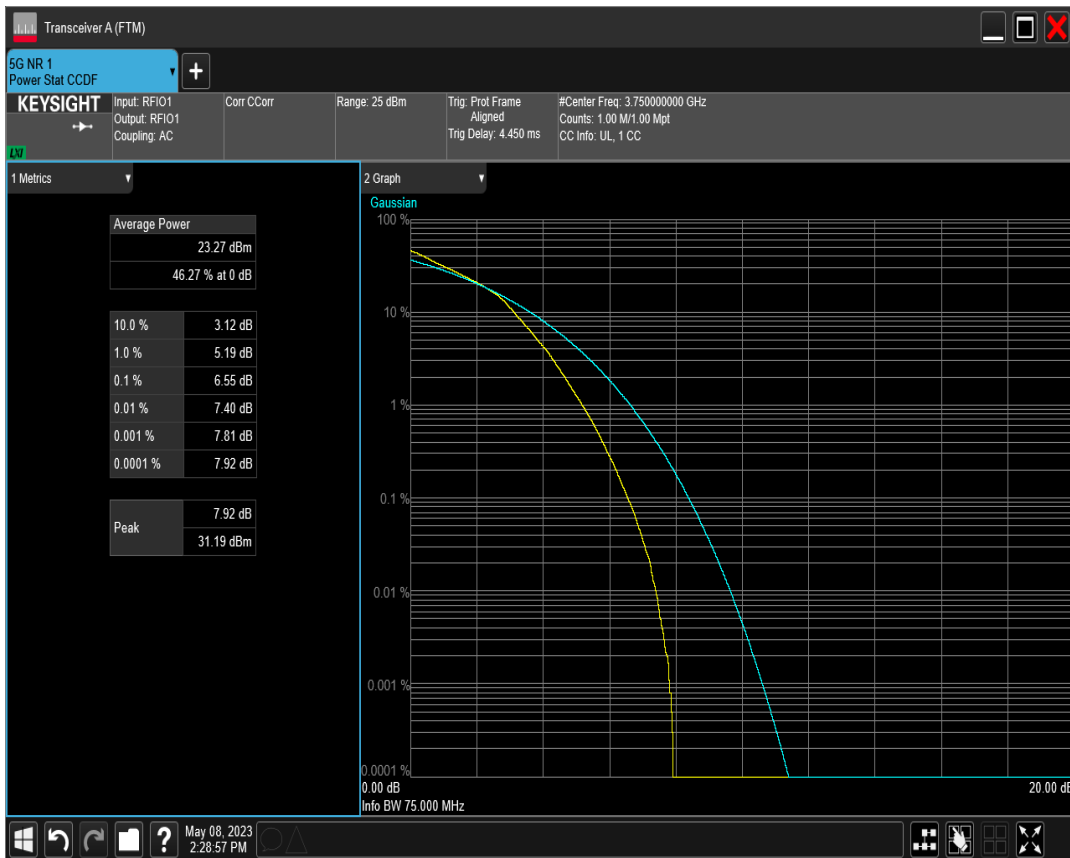 Transceiver A (FTM)
5G NR 1
Power Stat CCDF
+
KEYSIGHT
LXI
Input: RFIO1
Output: RFIO1
Coupling: AC
Corr CCorr
Range: 25 dBm
Trig: Prot Frame
Aligned
Trig Delay: 4.450 ms
#Center Freq: 3.750000000 GHz
Counts: 1.00 M/1.00 Mpt
CC Info: UL, 1 CC
1 Metrics
Average Power
23.27 dBm
46.27 % at 0 dB
10.0 % 3.12 dB
1.0 % 5.19 dB
0.1 % 6.55 dB
0.01 % 7.40 dB
0.001 % 7.81 dB
0.0001 % 7.92 dB
Peak
7.92 dB
31.19 dBm
2 Graph
Gaussian
100 %
10 %
1 %
0.1 %
0.01 %
0.001 %
0.0001 %
0.00 dB 20.00 dB
Info BW 75.000 MHz
?
May 08, 2023
2:28:57 PM